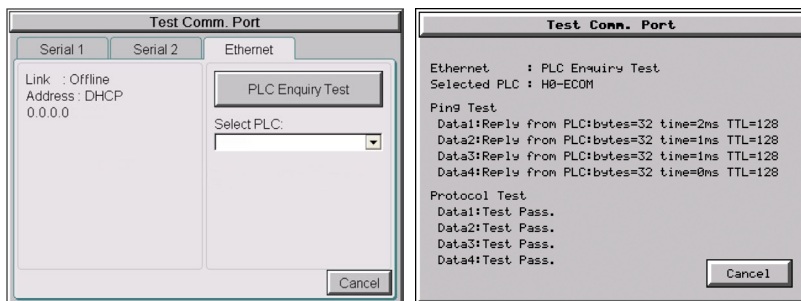 Test Comm. Port
Serial 1
Serial 2
Ethernet
Link : Offline
Address : DHCP
0.0.0.0
PLC Enquiry Test
Select PLC:
Cancel
Test Comm. Port
Ethernet : PLC Enquiry Test
Selected PLC : H0-ECOM
Ping Test
Data1:Reply from PLC:bytes=32 time=2ms TTL=128
Data2:Reply from PLC:bytes=32 time=1ms TTL=128
Data3:Reply from PLC:bytes=32 time=1ms TTL=128
Data4:Reply from PLC:bytes=32 time=0ms TTL=128
Protocol Test
Data1:Test Pass.
Data2:Test Pass.
Data3:Test Pass.
Data4:Test Pass.
Cancel